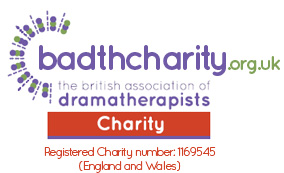 badthcharity.org.uk
the british association of
dramatherapists
Charity
Registered Charity number: 1169545
(England and Wales)